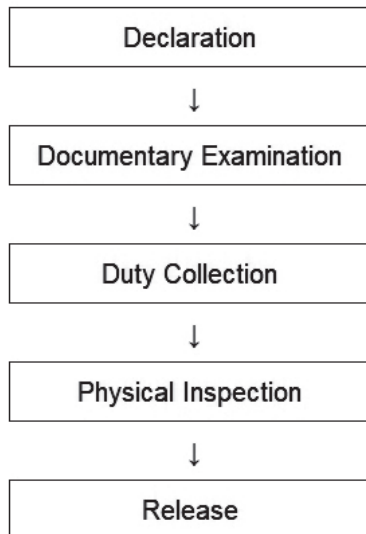 Declaration
↓
Documentary Examination
↓
Duty Collection
↓
Physical Inspection
↓
Release